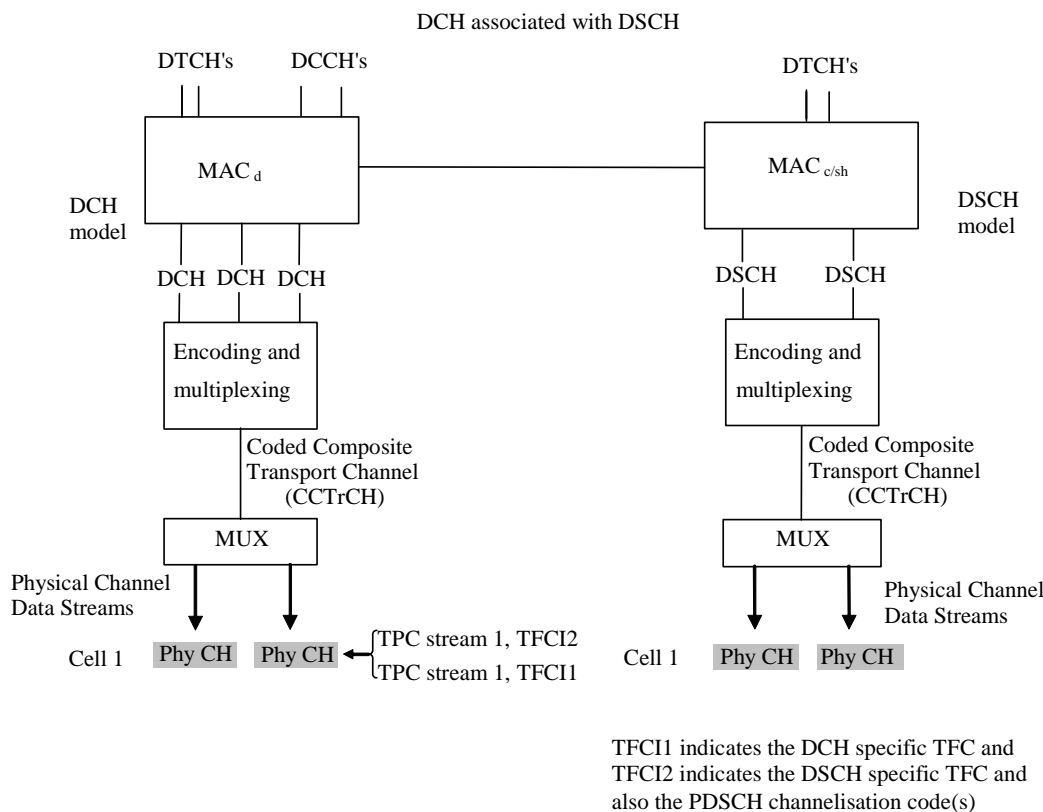 DCH associated with DSCH
DTCH's DCCH's
DTCH's
MAC d
MAC c/sh
DCH
model
DSCH
model
DCH DCH DCH
DSCH DSCH
Encoding and
multiplexing
Encoding and
multiplexing
Coded Composite
Transport Channel
(CCTrCH)
Coded Composite
Transport Channel
(CCTrCH)
MUX
MUX
Physical Channel
Data Streams
Physical Channel
Data Streams
Cell 1 Phy CH Phy CH
TPC stream 1, TFCI2
TPC stream 1, TFCI1
Cell 1 Phy CH Phy CH
TFCI1 indicates the DCH specific TFC and
TFCI2 indicates the DSCH specific TFC and
also the PDSCH channelisation code(s)